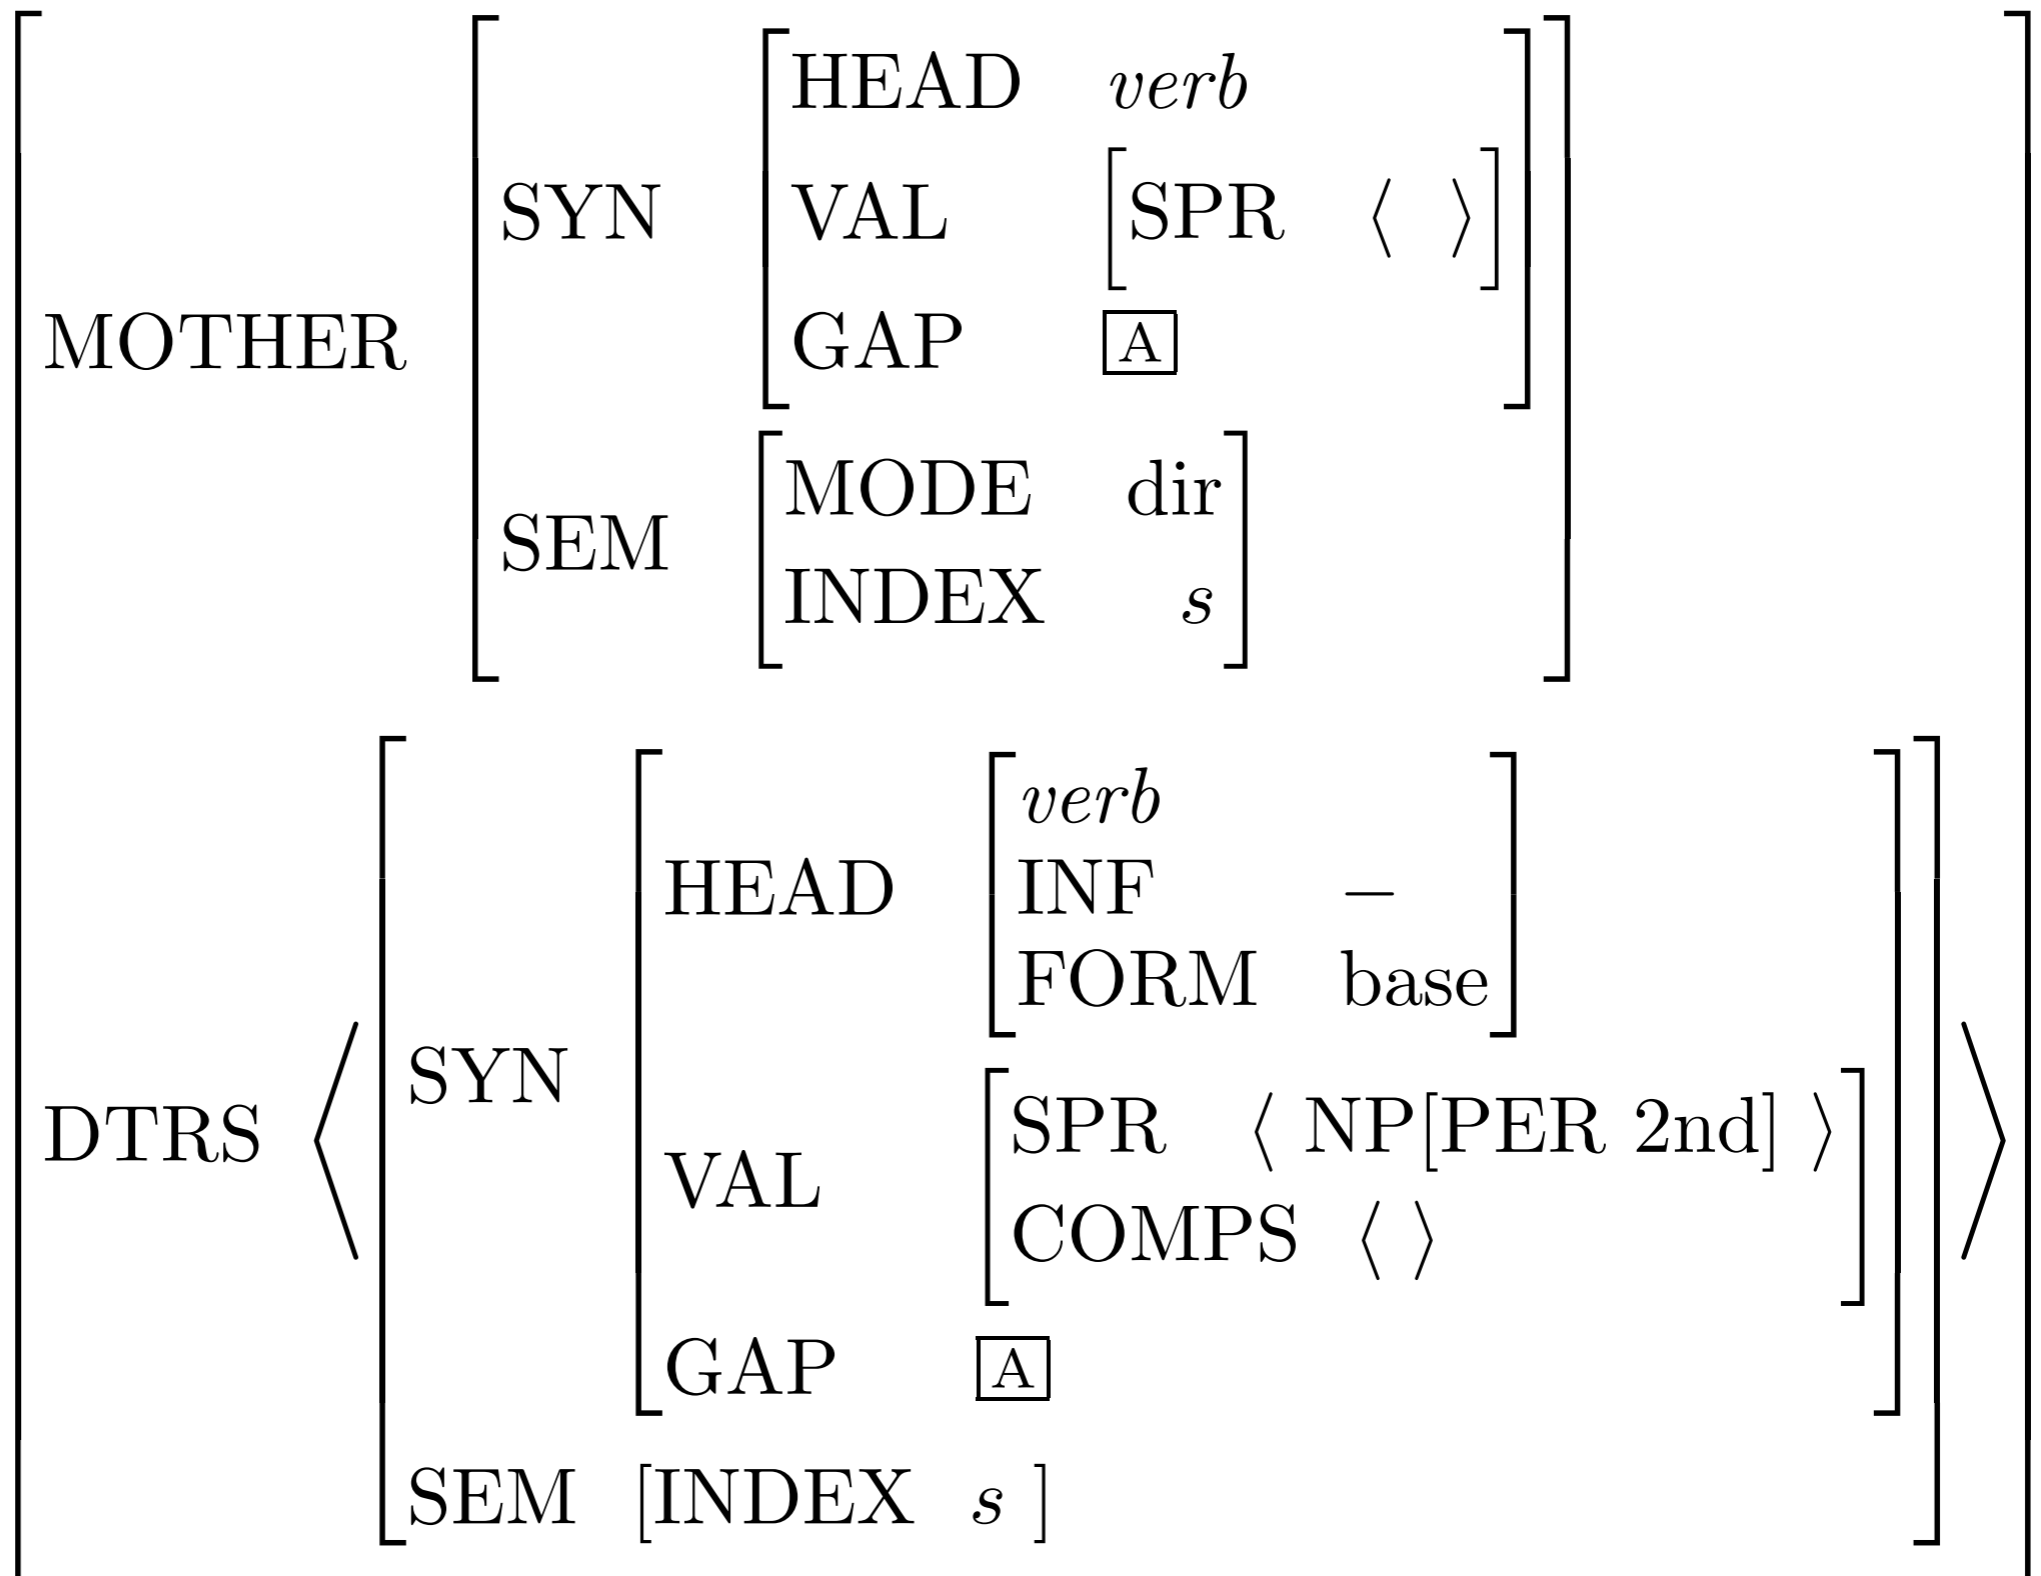 HEAD verb
SYN VAL [SPR ⟨ ⟩]
MOTHER GAP A
MODE dir
SEM
INDEX s
verb
HEAD INF −
FORM base
SYN
SPR ⟨ NP[PER 2nd] ⟩
DTRS VAL
COMPS ⟨ ⟩
GAP A
SEM [INDEX s ]